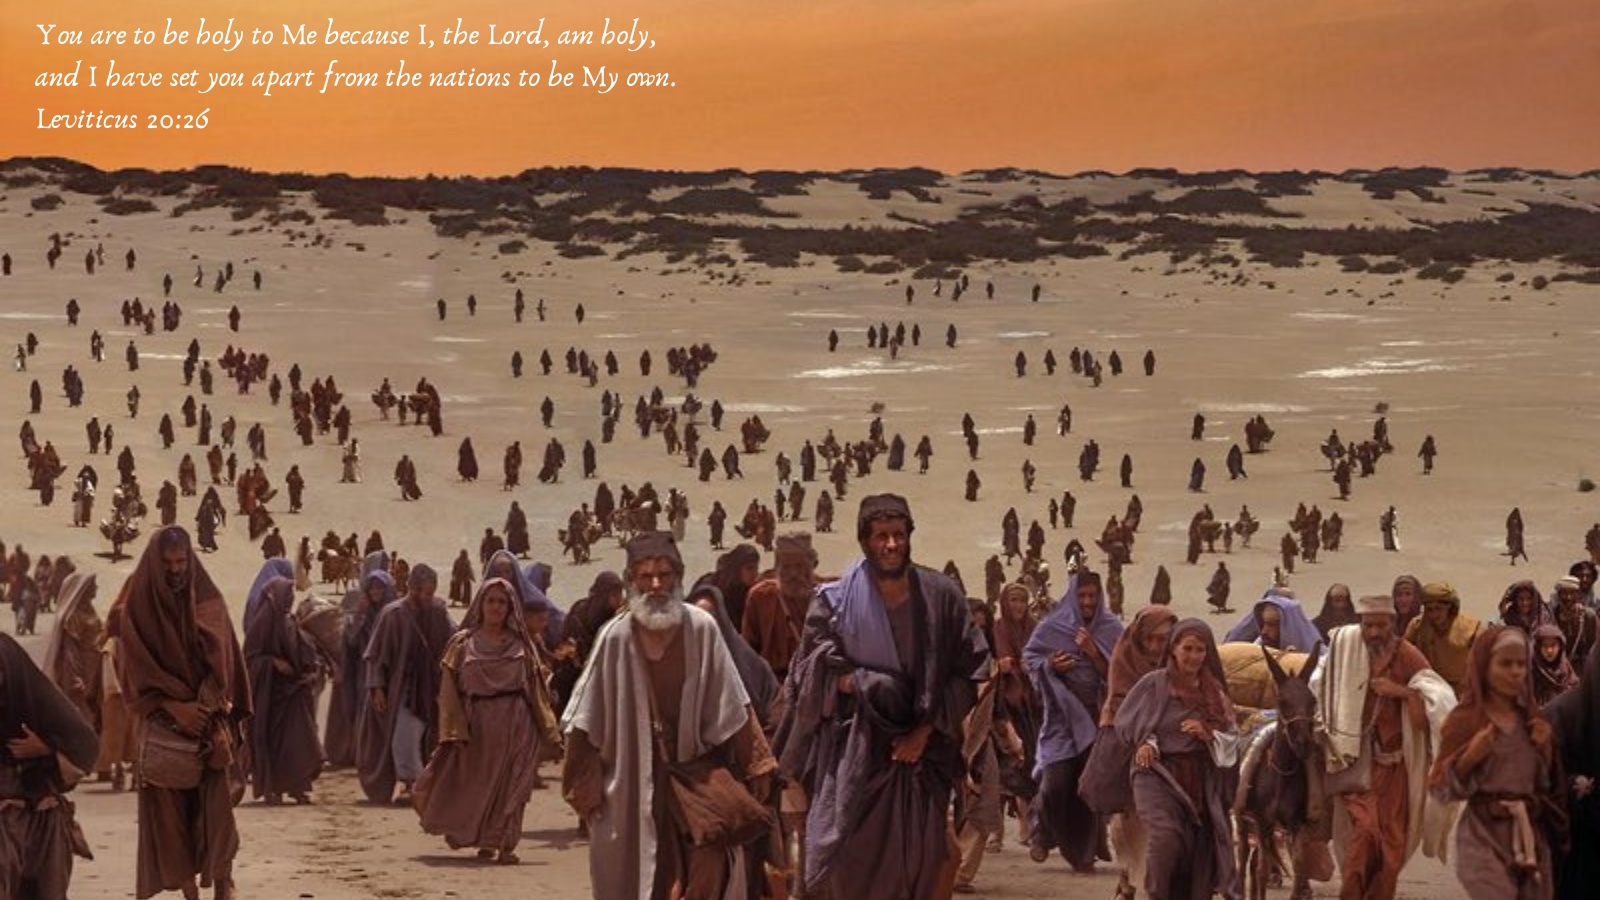 You are to be holy to Me because I, the Lord, am holy,
and I have set you apart from the nations to be My own.
Leviticus 20:26